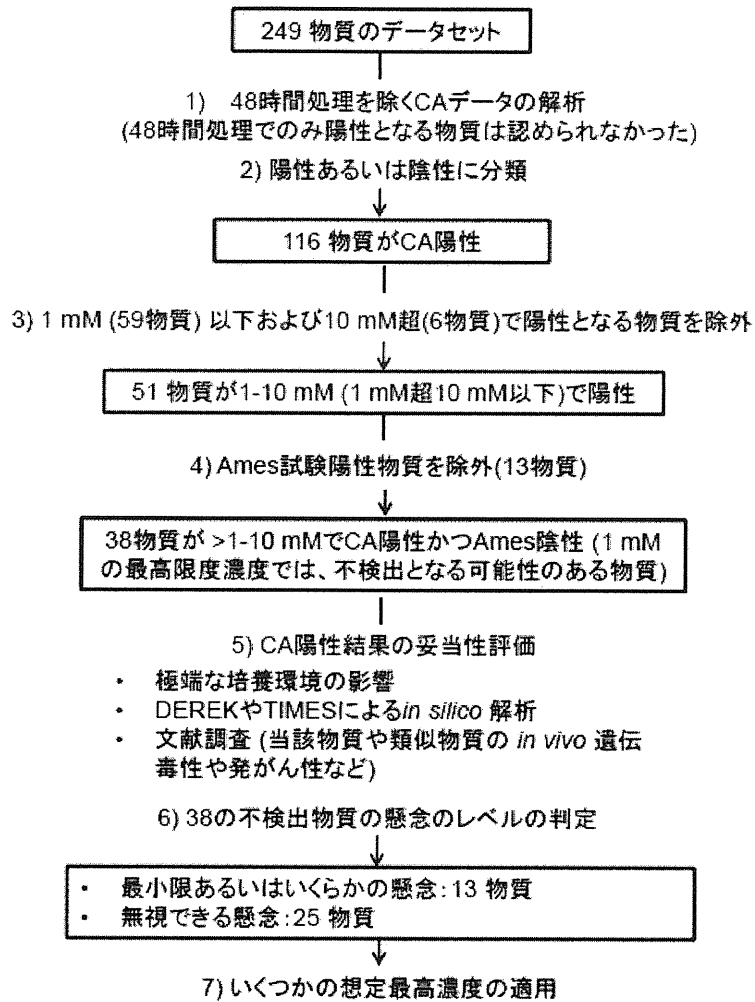 249 物質のデータセット
1) 48時間処理を除くCAデータの解析
(48時間処理でのみ陽性となる物質は認められなかった)
2) 陽性あるいは陰性に分類
116 物質がCA陽性
3) 1 mM (59物質) 以下および10 mM超(6物質)で陽性となる物質を除外
51 物質が1-10 mM (1 mM超10 mM以下)で陽性
4) Ames試験陽性物質を除外(13物質)
38物質が >1-10 mMでCA陽性かつAmes陰性 (1 mM
の最高限度濃度では、不検出となる可能性のある物質)
5) CA陽性結果の妥当性評価
・ 極端な培養環境の影響
・ DEREKやTIMESによるin silico 解析
・ 文献調査 (当該物質や類似物質の in vivo 遺伝
毒性や発がん性など)
6) 38の不検出物質の懸念のレベルの判定
・ 最小限あるいはいくらかの懸念:13 物質
・ 無視できる懸念:25 物質
7) いくつかの想定最高濃度の適用